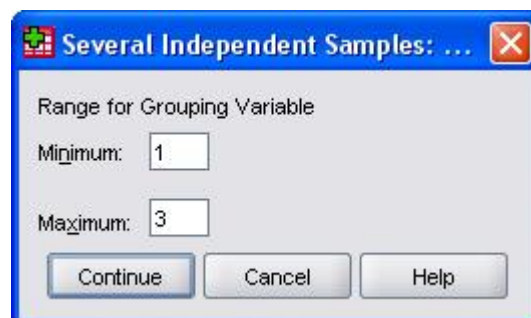 Several Independent Samples: ...
Range for Grouping Variable
Minimum: 1
Maximum: 3
Continue Cancel Help